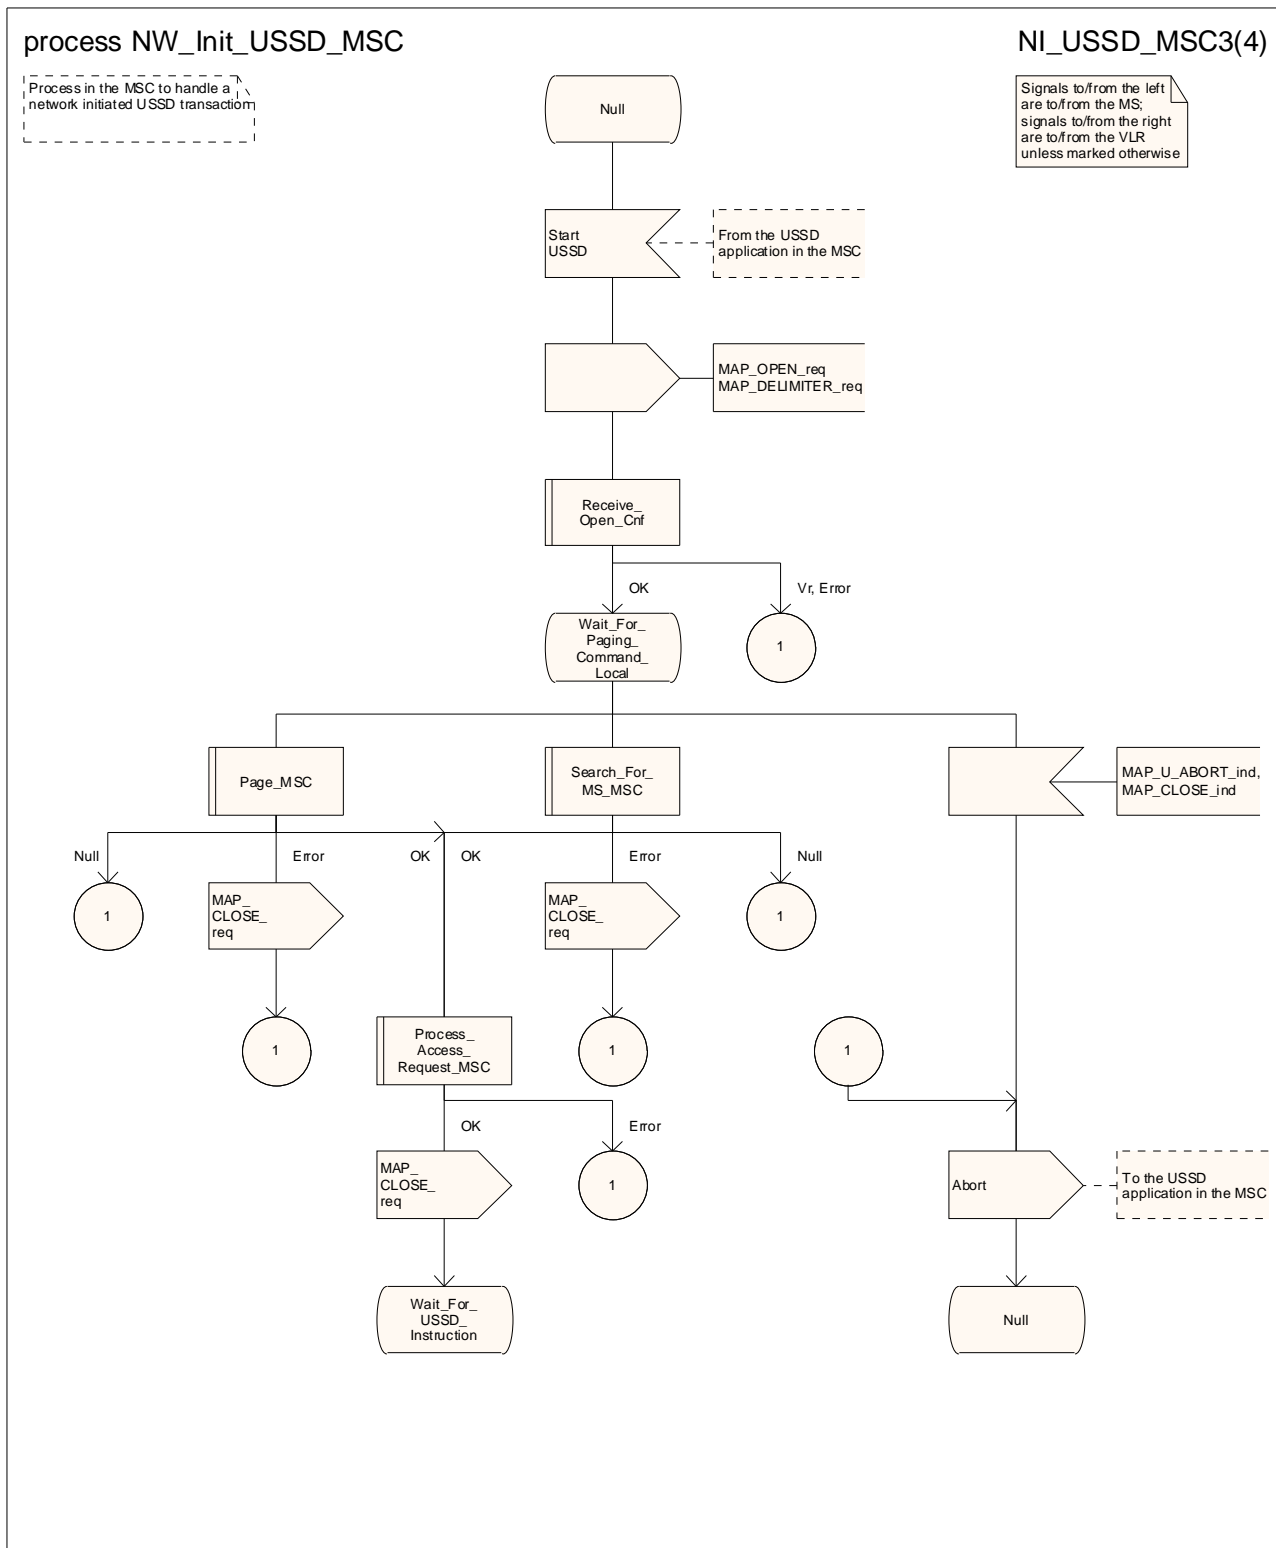 process NW_Init_USSD_MSC
NI_USSD_MSC3(4)
Process in the MSC to handle a
network initiated USSD transaction
Signals to/from the left
are to/from the MS;
signals to/from the right
are to/from the VLR
unless marked otherwise
Null
Start
USSD
From the USSD
application in the MSC
MAP_OPEN_req
MAP_DELIMITER_req
Receive_
Open_Cnf
OK
Vr, Error
Wait_For_
Paging_
Command_
Local
1
Page_MSC
Search_For_
MS_MSC
MAP_U_ABORT_ind,
MAP_CLOSE_ind
Null
Error
OK
OK
Error
Null
1
MAP_
CLOSE_
req
MAP_
CLOSE_
req
1
1
Process_
Access_
Request_MSC
1
1
OK
Error
MAP_
CLOSE_
req
1
Abort
To the USSD
application in the MSC
Wait_For_
USSD_
Instruction
Null